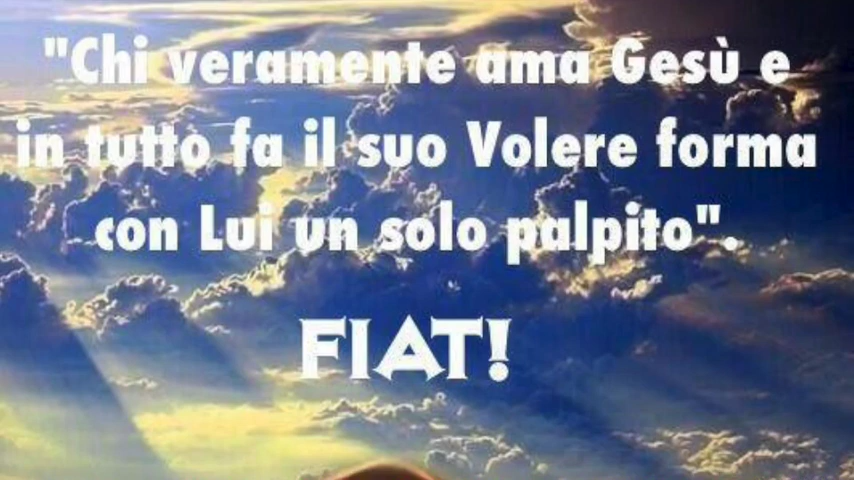 "Chi veramente ama Gesù e
in tutto fa il suo Volere forma
con Lui un solo palpito".
FIAT!